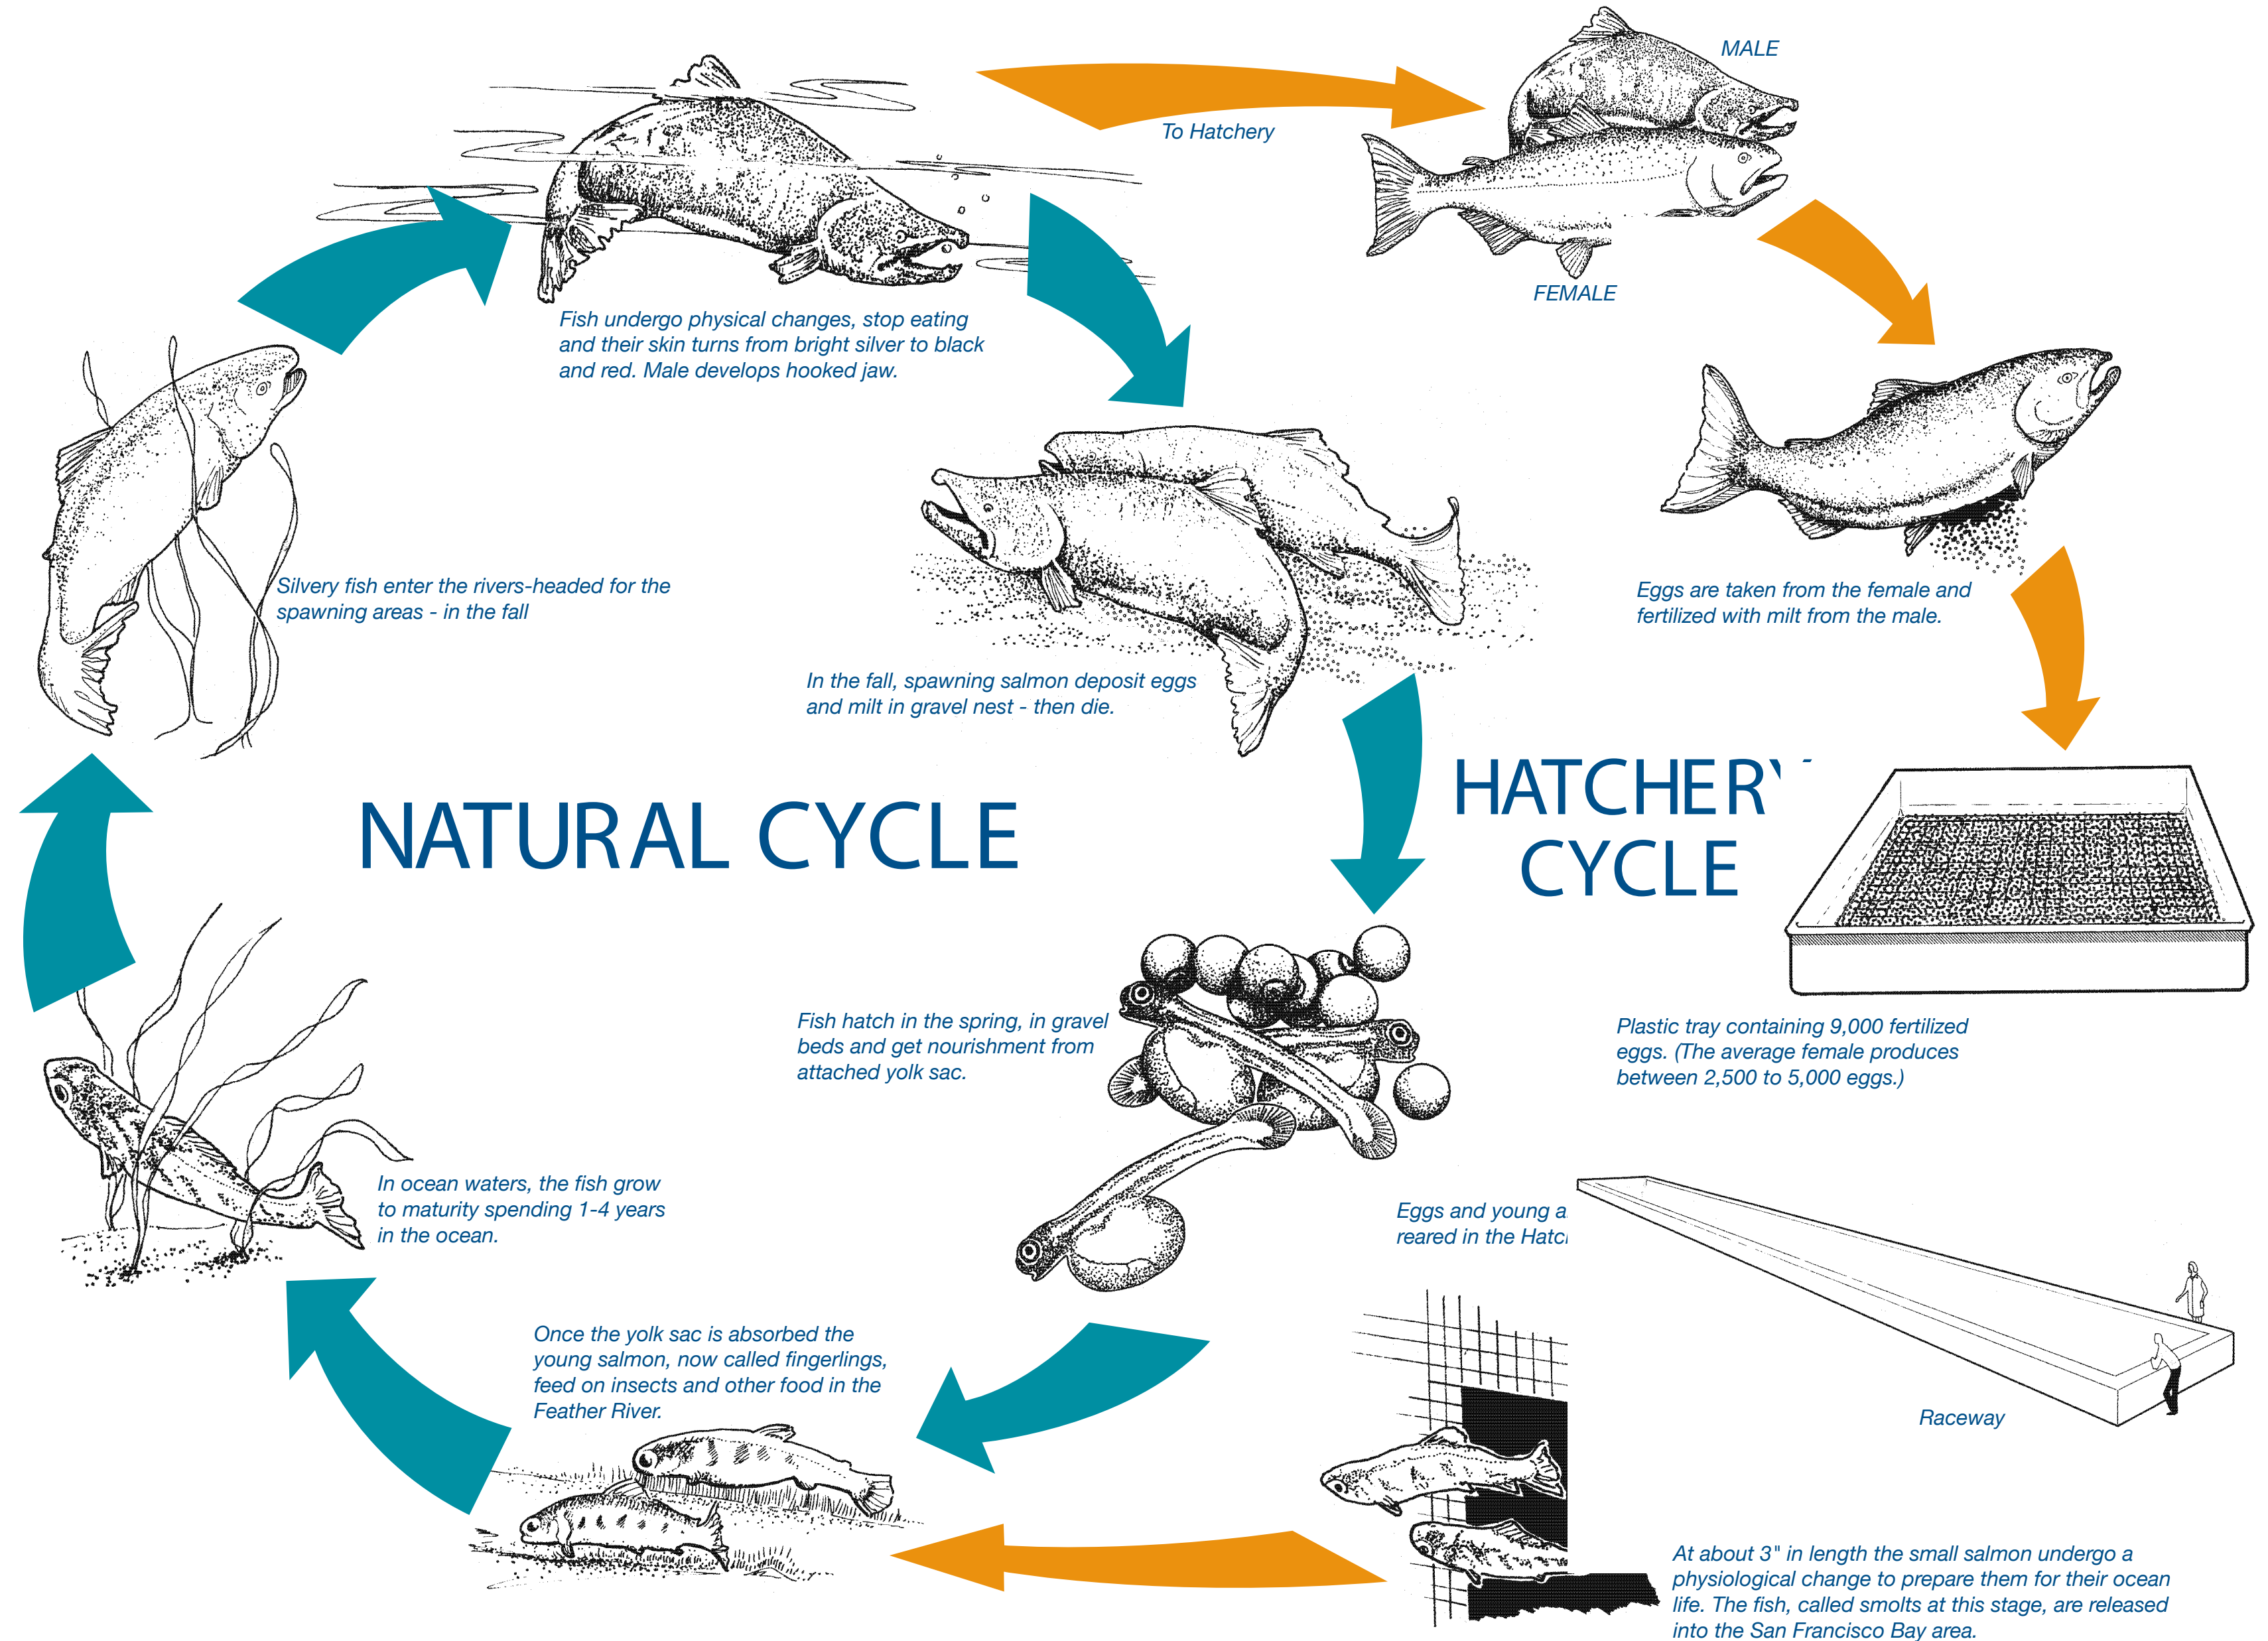 MALE
To Hatchery
FEMALE
Fish undergo physical changes, stop eating
and their skin turns from bright silver to black
and red. Male develops hooked jaw.
Silvery fish enter the rivers-headed for the
spawning areas - in the fall
Eggs are taken from the female and
fertilized with milt from the male.
In the fall, spawning salmon deposit eggs
and milt in gravel nest - then die.
NATURAL CYCLE
HATCHERY
CYCLE
Fish hatch in the spring, in gravel
beds and get nourishment from
attached yolk sac.
Plastic tray containing 9,000 fertilized
eggs. (The average female produces
between 2,500 to 5,000 eggs.)
In ocean waters, the fish grow
to maturity spending 1-4 years
in the ocean.
Eggs and young
reared in the
Raceway
Once the yolk sac is absorbed the
young salmon, now called fingerlings,
feed on insects and other food in the
Feather River.
At about 3" in length the small salmon undergo a
physiological change to prepare them for their ocean
life. The fish, called smolts at this stage, are released
into the San Francisco Bay area.